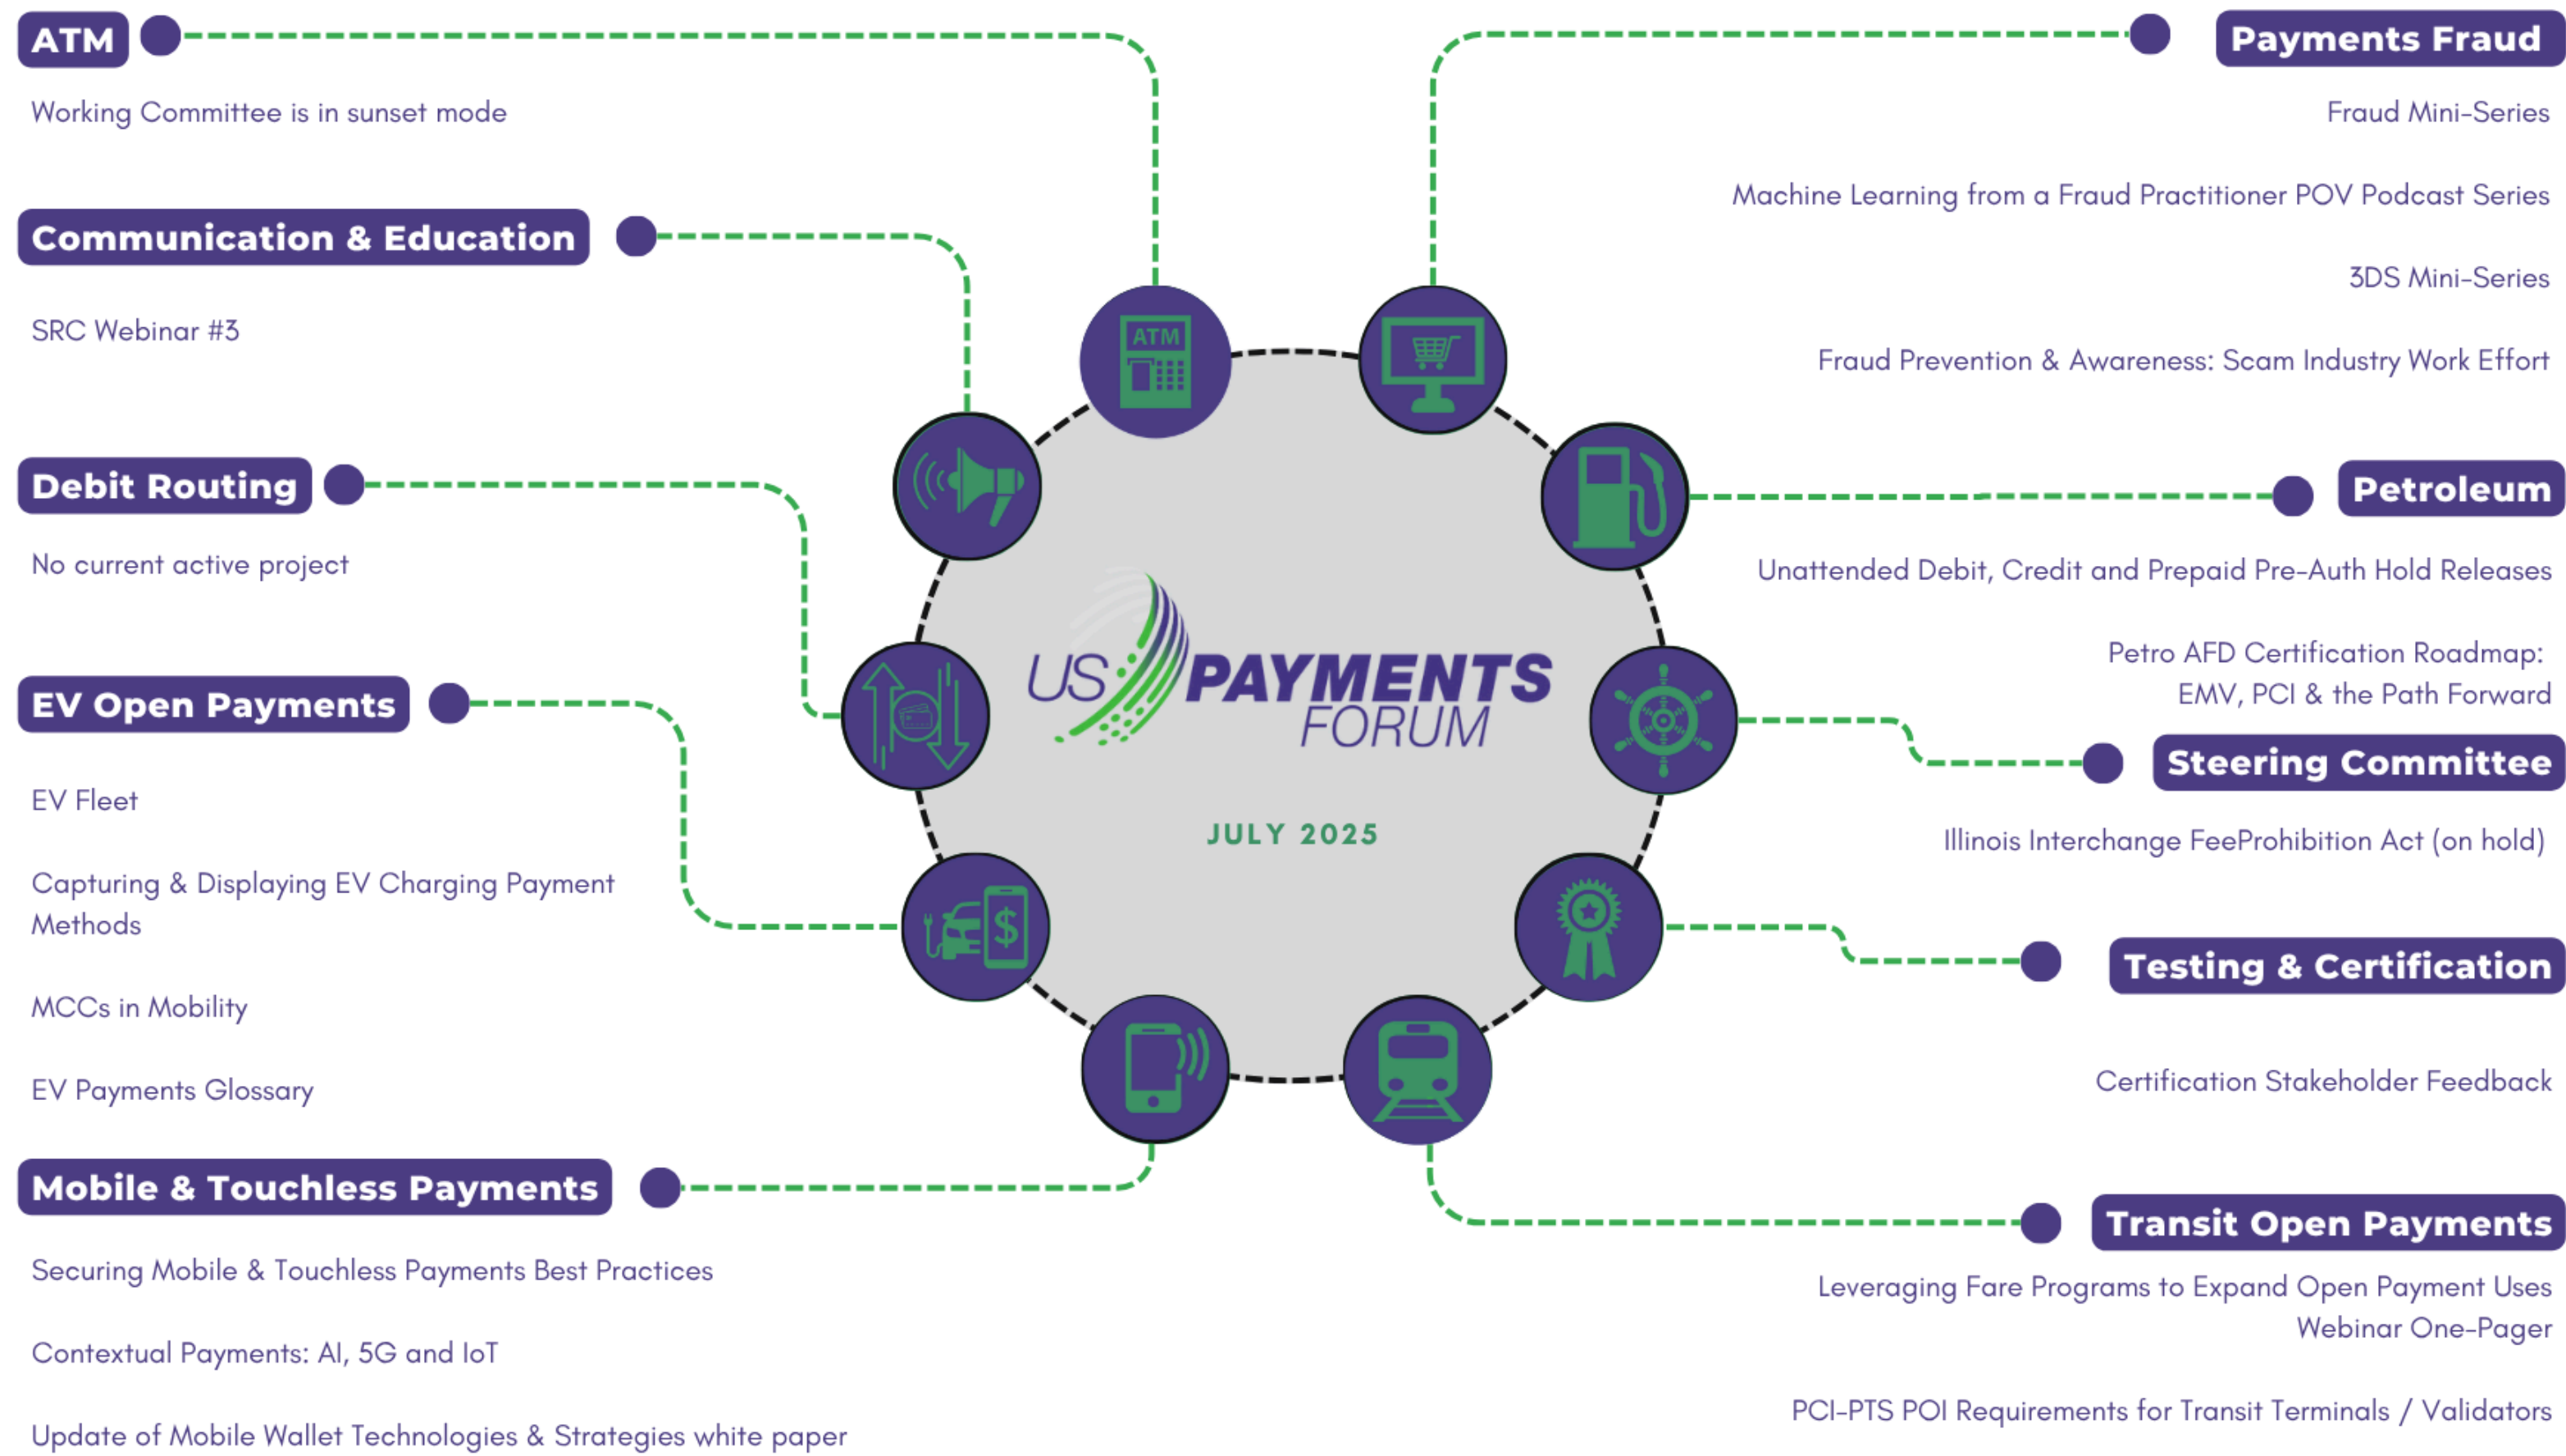 ATM
Working Committee is in sunset mode
Communication & Education
SRC Webinar #3
Debit Routing
No current active project
EV Open Payments
EV Fleet
Capturing & Displaying EV Charging Payment
Methods
MCCs in Mobility
EV Payments Glossary
Mobile & Touchless Payments
Securing Mobile & Touchless Payments Best Practices
Contextual Payments: AI, 5G and IoT
Update of Mobile Wallet Technologies & Strategies white paper
ATM
$
US PAYMENTS
FORUM
JULY 2025
Payments Fraud
Fraud Mini-Series
Machine Learning from a Fraud Practitioner POV Podcast Series
3DS Mini-Series
Fraud Prevention & Awareness: Scam Industry Work Effort
Petroleum
Unattended Debit, Credit and Prepaid Pre-Auth Hold Releases
Petro AFD Certification Roadmap:
EMV, PCI & the Path Forward
Steering Committee
Illinois Interchange FeeProhibition Act (on hold)
Testing & Certification
Certification Stakeholder Feedback
Transit Open Payments
Leveraging Fare Programs to Expand Open Payment Uses
Webinar One-Pager
PCI-PTS POI Requirements for Transit Terminals / Validators